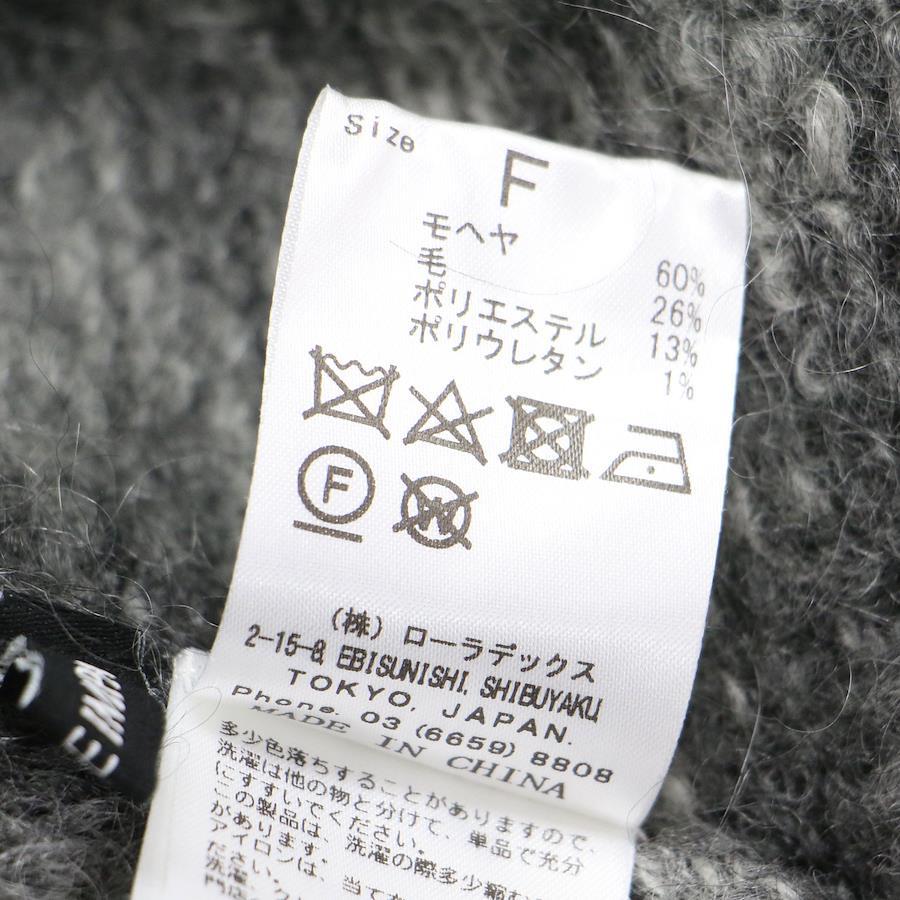 Size
F
モヘヤ 60%
毛 26%
ポリエステル 13%
ポリウレタン 1%
F
W
(株) ローラデックス
2-15-8, EBISUNISHI, SHIBUYAKU
TOKYO, JAPAN.
Phone. 03 (6659) 8808
MADE IN CHINA
多少色落ちすることがありますので、
洗濯は他の物と分けて、単品で充分
にすすいでください。
この製品は、洗濯の際多少縮む
があります。
アイロンは、当て
ださい。